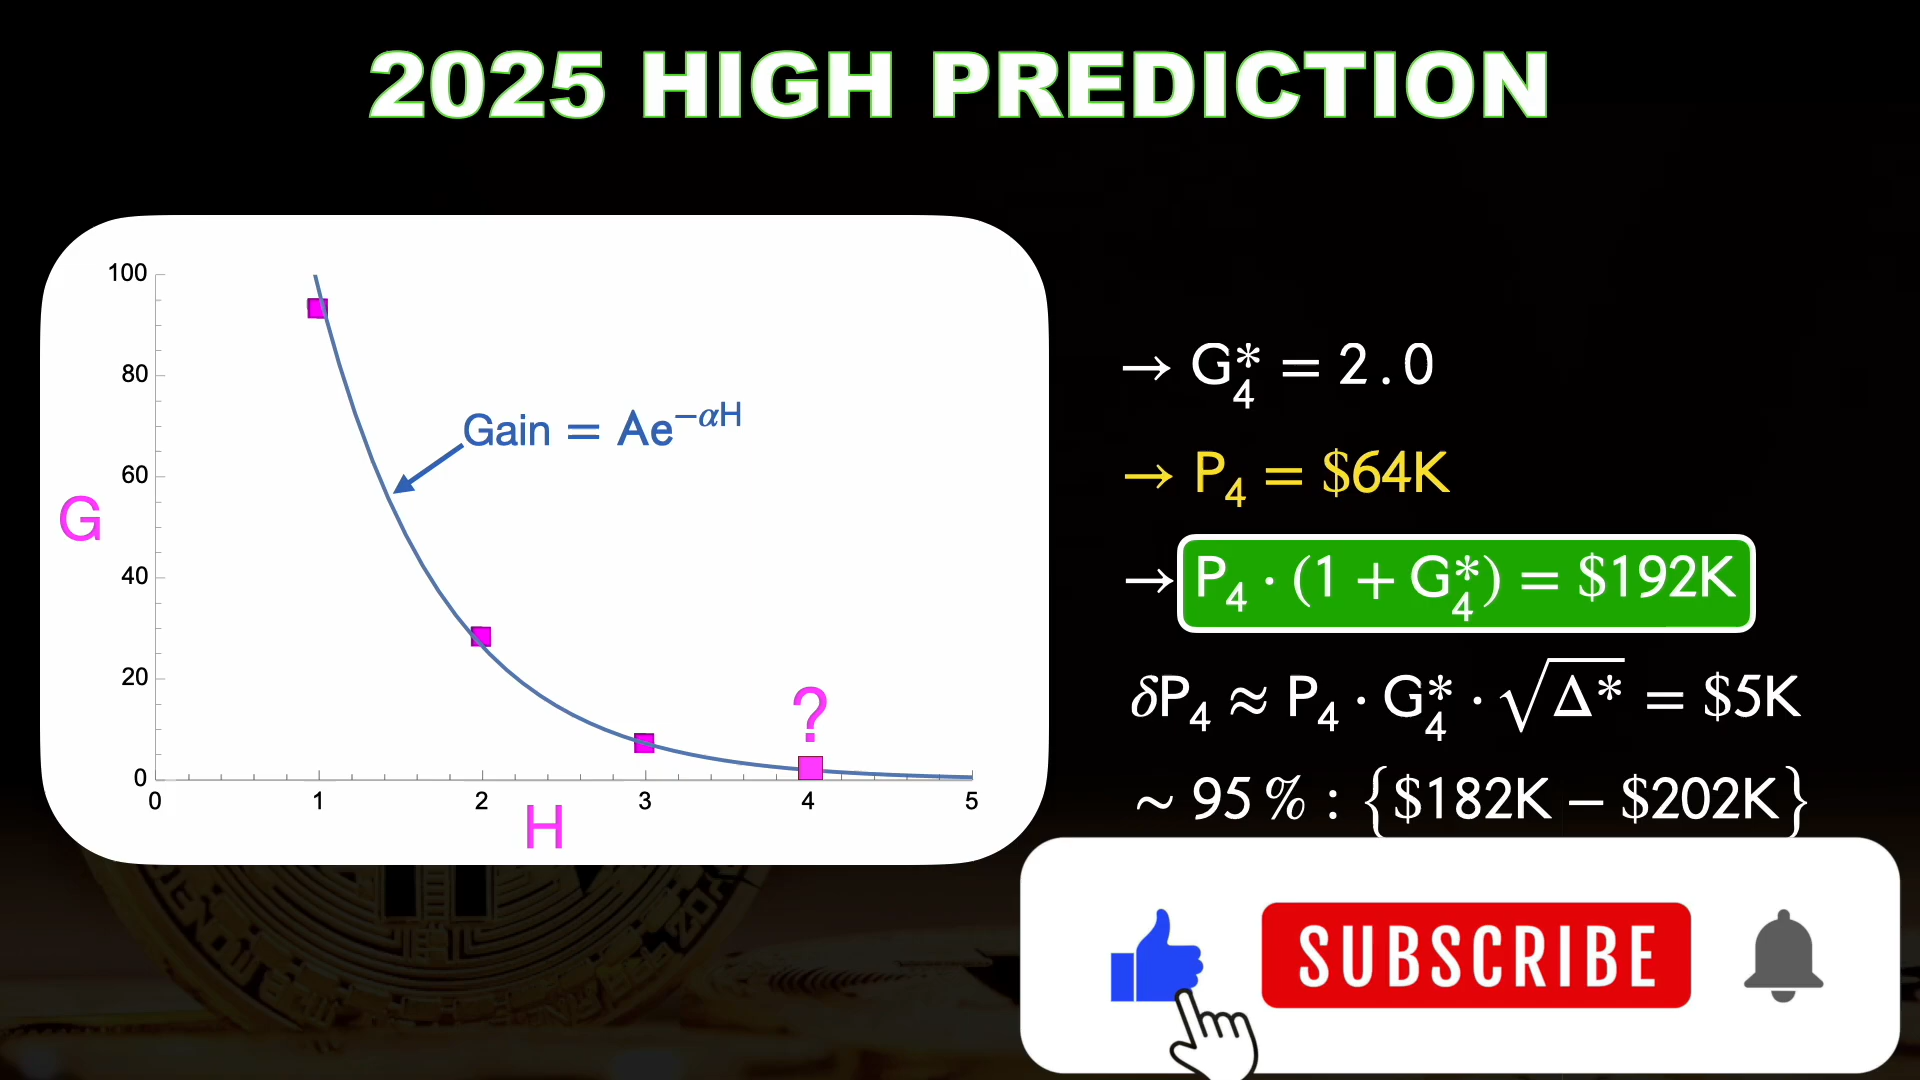 2025 HIGH PREDICTION
100
80
60
40
20
0
0 1 2 3 4 5
G
H
Gain = Ae^−αH
?
→ G*₄ = 2.0
→ P₄ = $64K
→ P₄ · (1 + G*₄) = $192K
δP₄ ≈ P₄ · G*₄ · √Δ* = $5K
~ 95 % : {$182K – $202K}
SUBSCRIBE